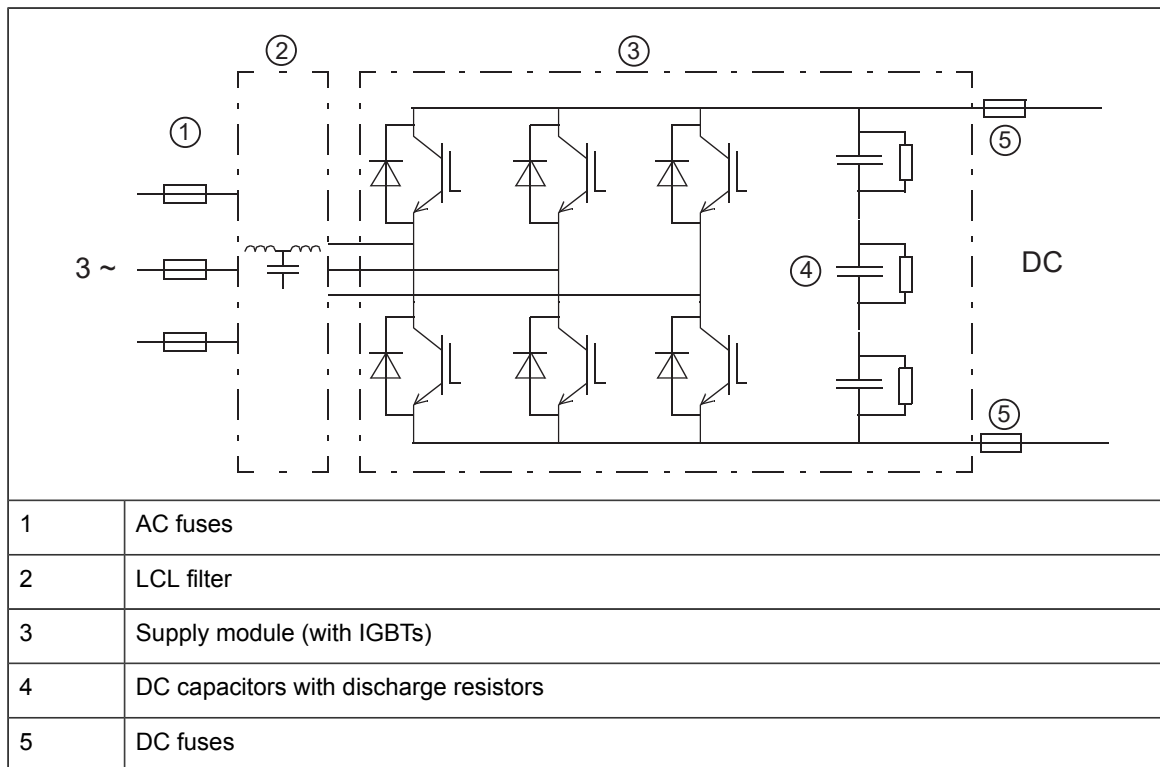 ②
③
①
⑤
3 ~
④
DC
⑤
1 AC fuses
2 LCL filter
3 Supply module (with IGBTs)
4 DC capacitors with discharge resistors
5 DC fuses